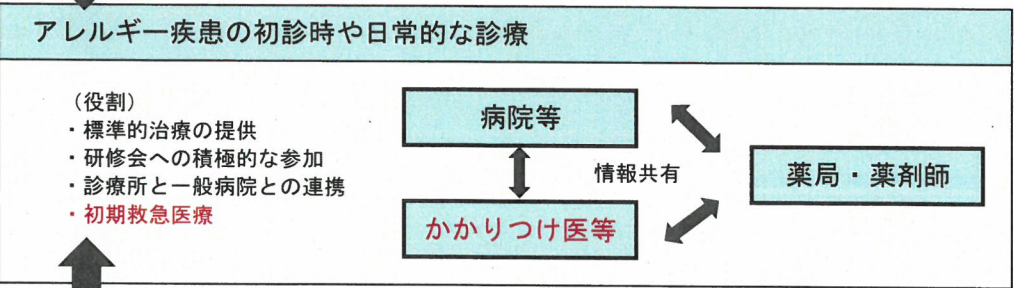 アレルギー疾患の初診時や日常的な診療
（役割）
・標準的治療の提供
・研修会への積極的な参加
・診療所と一般病院との連携
・初期救急医療
病院等
情報共有
かかりつけ医等
薬局・薬剤師